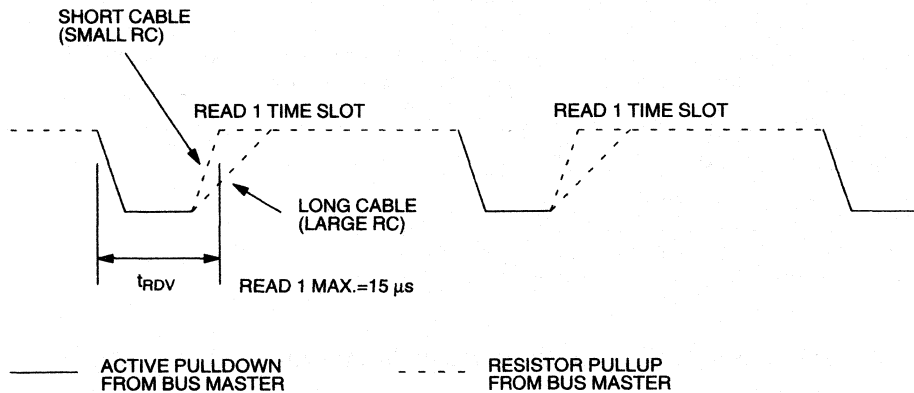 SHORT CABLE
(SMALL RC)
READ 1 TIME SLOT
READ 1 TIME SLOT
LONG CABLE
(LARGE RC)
tRDV
READ 1 MAX.=15 µs
ACTIVE PULLDOWN
FROM BUS MASTER
RESISTOR PULLUP
FROM BUS MASTER